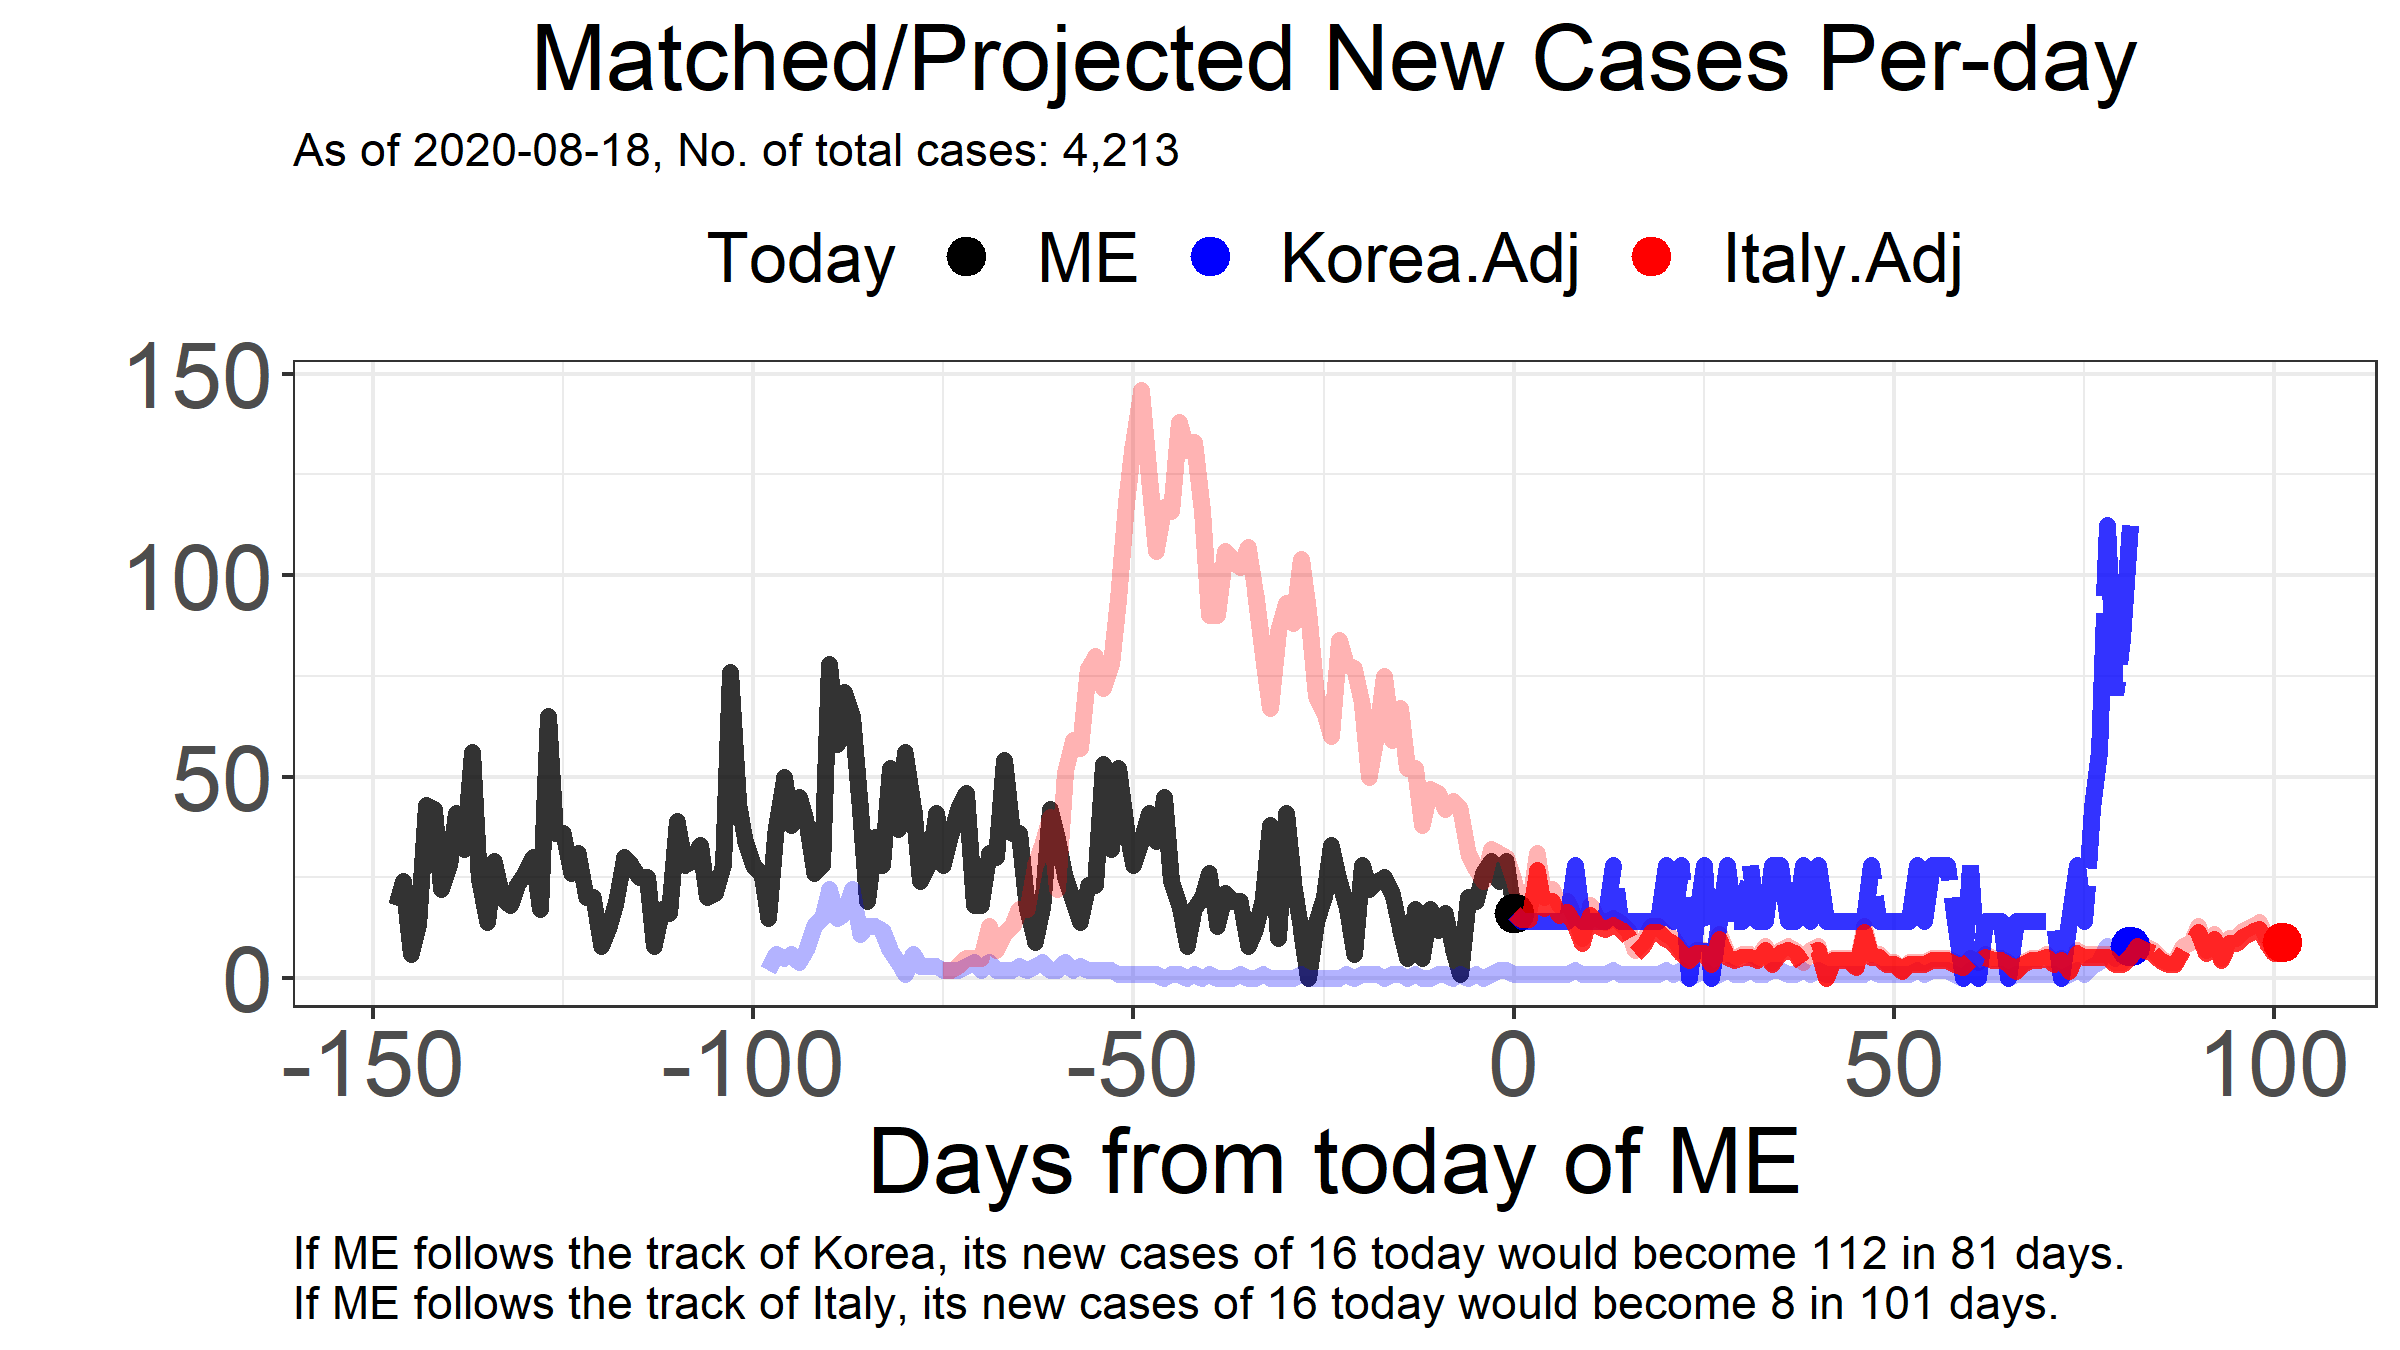 Matched/Projected New Cases Per-day
As of 2020-08-18, No. of total cases: 4,213
Today ME Korea.Adj Italy.Adj
150
100
50
0
-150 -100 -50 0 50 100
Days from today of ME
If ME follows the track of Korea, its new cases of 16 today would become 112 in 81 days.
If ME follows the track of Italy, its new cases of 16 today would become 8 in 101 days.